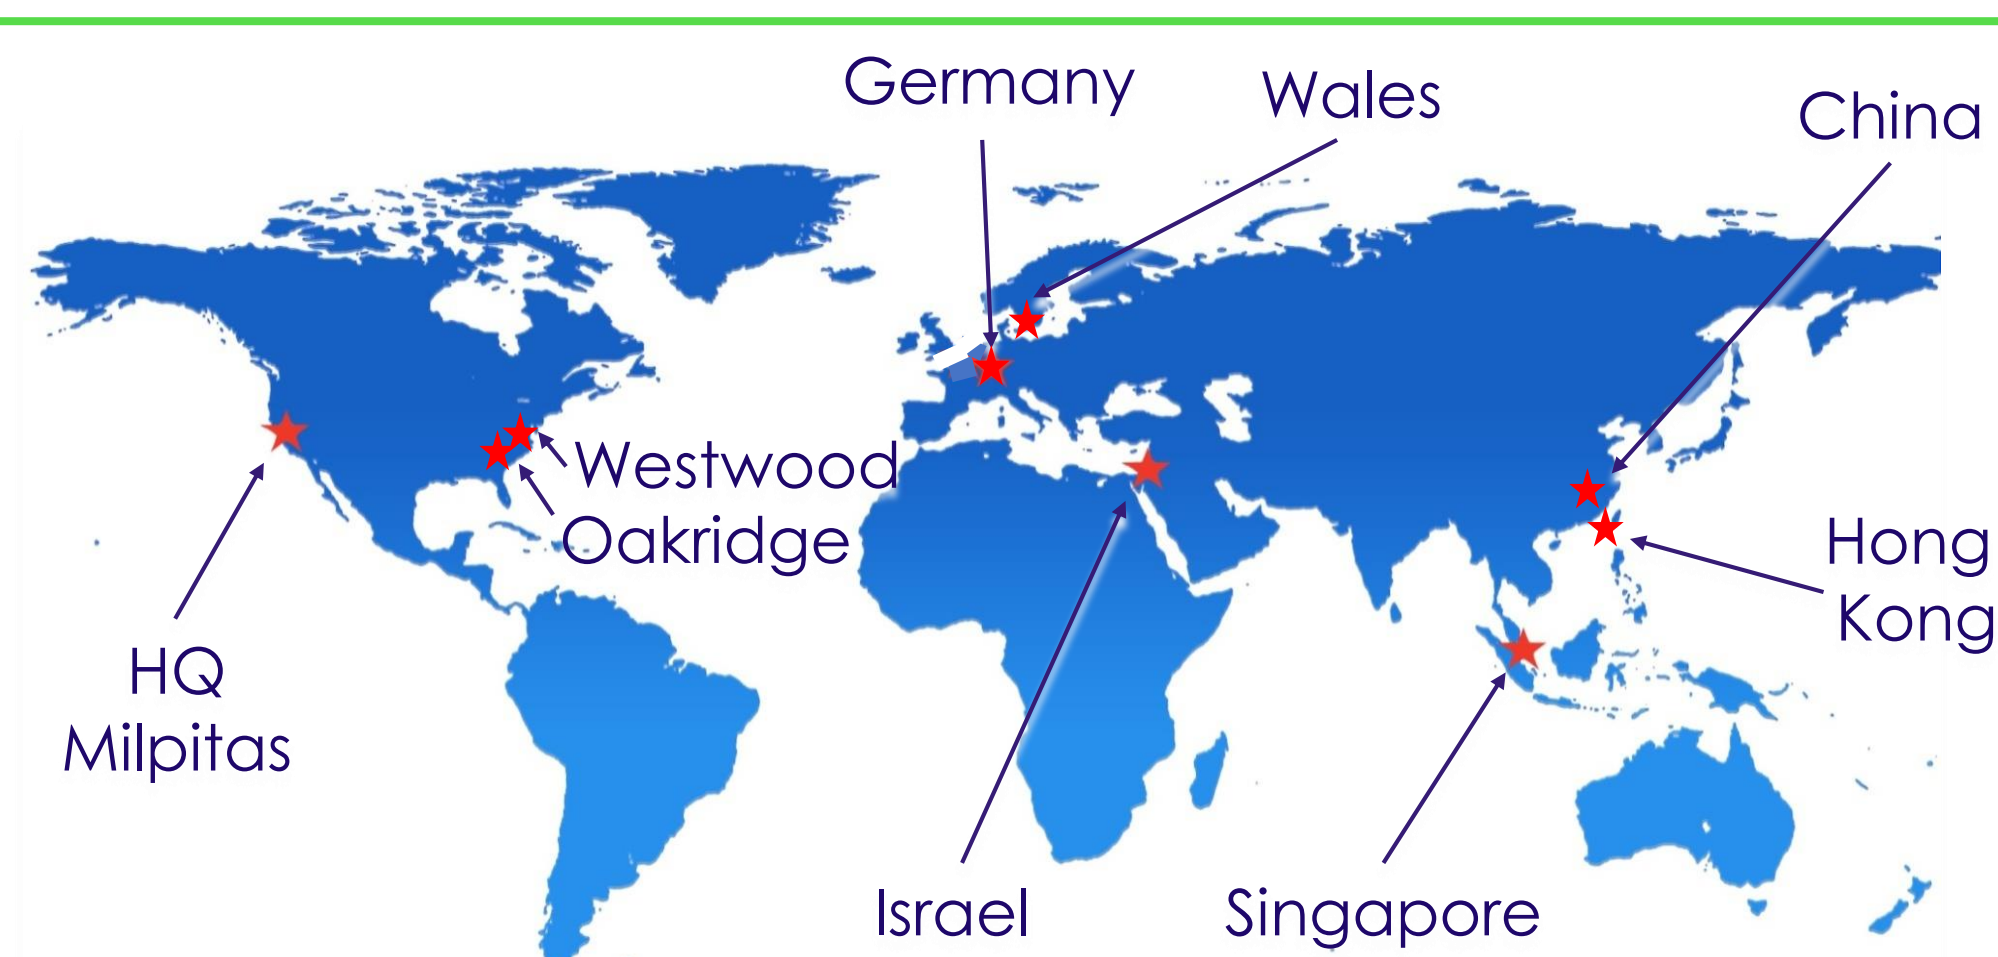 Germany
Wales
China
Westwood
Oakridge
Hong
Kong
HQ
Milpitas
Israel
Singapore